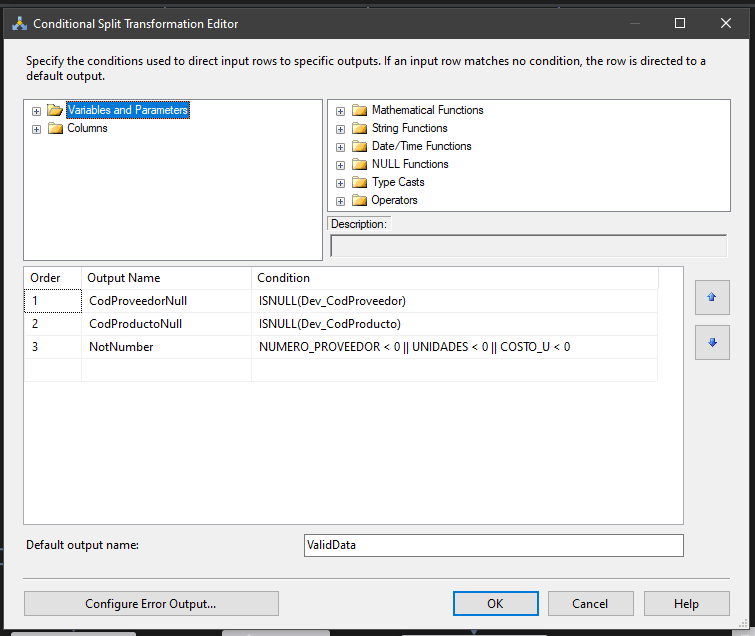 Conditional Split Transformation Editor
Specify the conditions used to direct input rows to specific outputs. If an input row matches no condition, the row is directed to a
default output.
Variables and Parameters
Columns
Mathematical Functions
String Functions
Date/Time Functions
NULL Functions
Type Casts
Operators
Description:
Order Output Name Condition
1 CodProveedorNull ISNULL(Dev_CodProveedor)
2 CodProductoNull ISNULL(Dev_CodProducto)
3 NotNumber NUMERO_PROVEEDOR < 0 || UNIDADES < 0 || COSTO_U < 0
Default output name: ValidData
Configure Error Output... OK Cancel Help